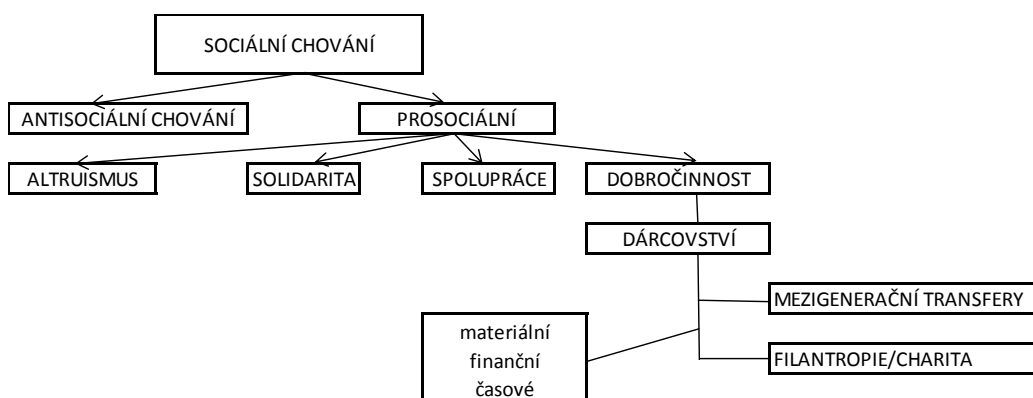 SOCIÁLNÍ CHOVÁNÍ
ANTISOCIÁLNÍ CHOVÁNÍ
PROSOCIÁLNÍ
ALTRUISMUS
SOLIDARITA
SPOLUPRÁCE
DOBROČINNOST
DÁRCOVSTVÍ
MEZIGENERAČNÍ TRANSFERY
materiální
finanční
časové
FILANTROPIE/CHARITA